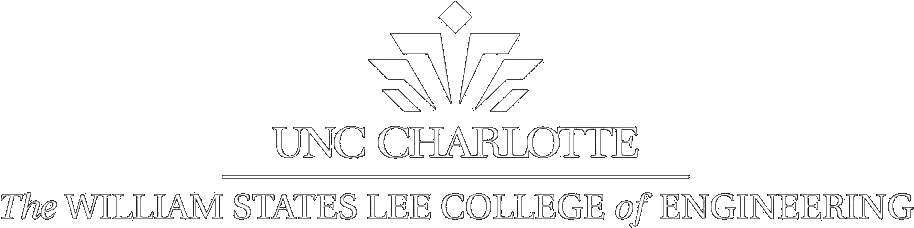 UNC CHARLOTTE
The WILLIAM STATES LEE COLLEGE of ENGINEERING